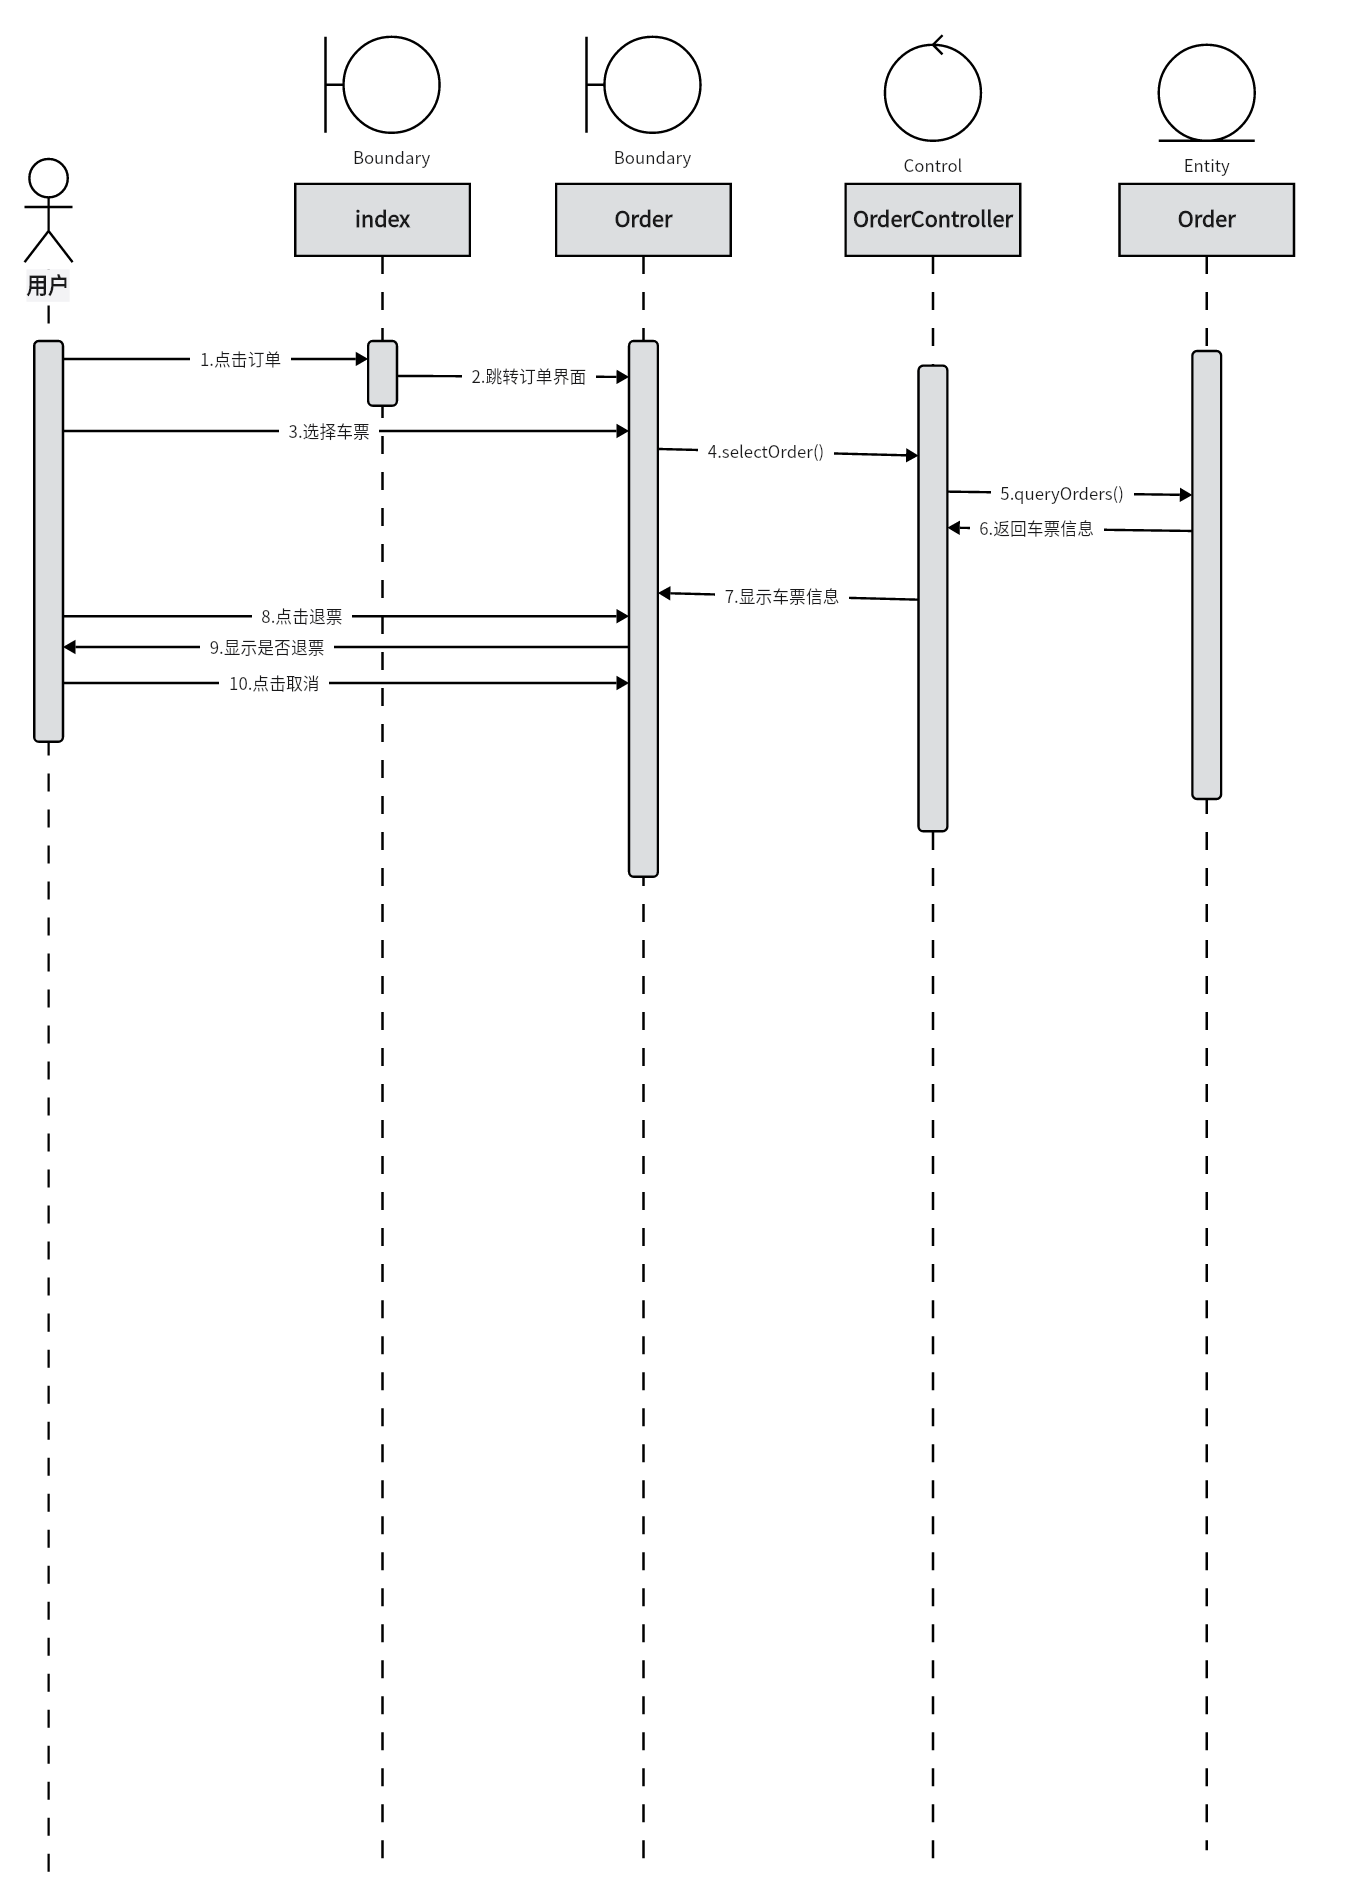 Boundary
Boundary
Control
Entity
index
Order
OrderController
Order
用户
1.点击订单
2.跳转订单界面
3.选择车票
4.selectOrder()
5.queryOrders()
6.返回车票信息
7.显示车票信息
8.点击退票
9.显示是否退票
10.点击取消